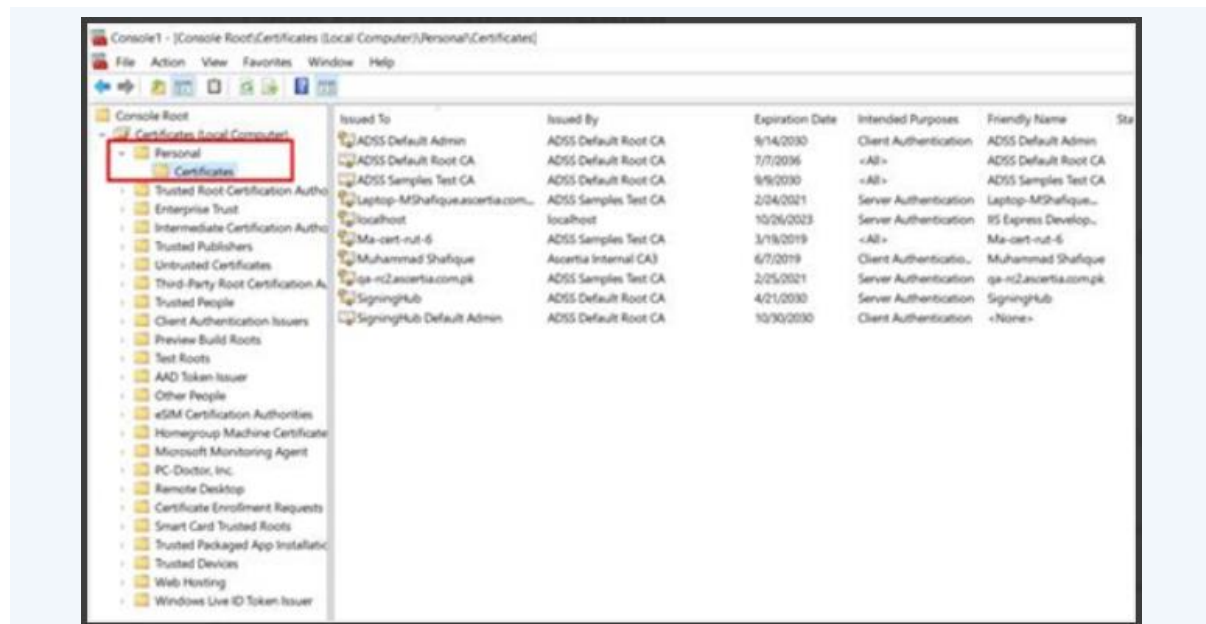 Console1 - [Console Root\Certificates (Local Computer)\Personal\Certificates]
File Action View Favorites Window Help
Console Root
Certificates (Local Computer)
Personal
Certificates
Trusted Root Certification Autho
Enterprise Trust
Intermediate Certification Autho
Trusted Publishers
Untrusted Certificates
Third-Party Root Certification A
Trusted People
Client Authentication Issuers
Preview Build Roots
Test Roots
AAD Token Issuer
Other People
eSIM Certification Authorities
Homegroup Machine Certificate
Microsoft Monitoring Agent
PC-Doctor, Inc.
Remote Desktop
Certificate Enrollment Requests
Smart Card Trusted Roots
Trusted Packaged App Installatic
Trusted Devices
Web Hosting
Windows Live ID Token Issuer
Issued To Issued By Expiration Date Intended Purposes Friendly Name Sta
ADSS Default Admin ADSS Default Root CA 9/14/2030 Client Authentication ADSS Default Admin
ADSS Default Root CA ADSS Default Root CA 7/7/2036 <All> ADSS Default Root CA
ADSS Samples Test CA ADSS Default Root CA 9/9/2030 <All> ADSS Samples Test CA
Laptop-MShafique.ascertia.com... ADSS Samples Test CA 2/24/2021 Server Authentication Laptop-MShafique...
localhost localhost 10/26/2023 Server Authentication IIS Express Develop...
Ma-cert-rut-6 ADSS Samples Test CA 3/19/2019 <All> Ma-cert-rut-6
Muhammad Shafique Ascertia Internal CA3 6/7/2019 Client Authenticatio... Muhammad Shafique
qa-rc2.ascertia.com.pk ADSS Samples Test CA 2/25/2021 Server Authentication qa-rc2.ascertia.com.pk
SigningHub ADSS Default Root CA 4/21/2030 Server Authentication SigningHub
SigningHub Default Admin ADSS Default Root CA 10/30/2030 Client Authentication <None>